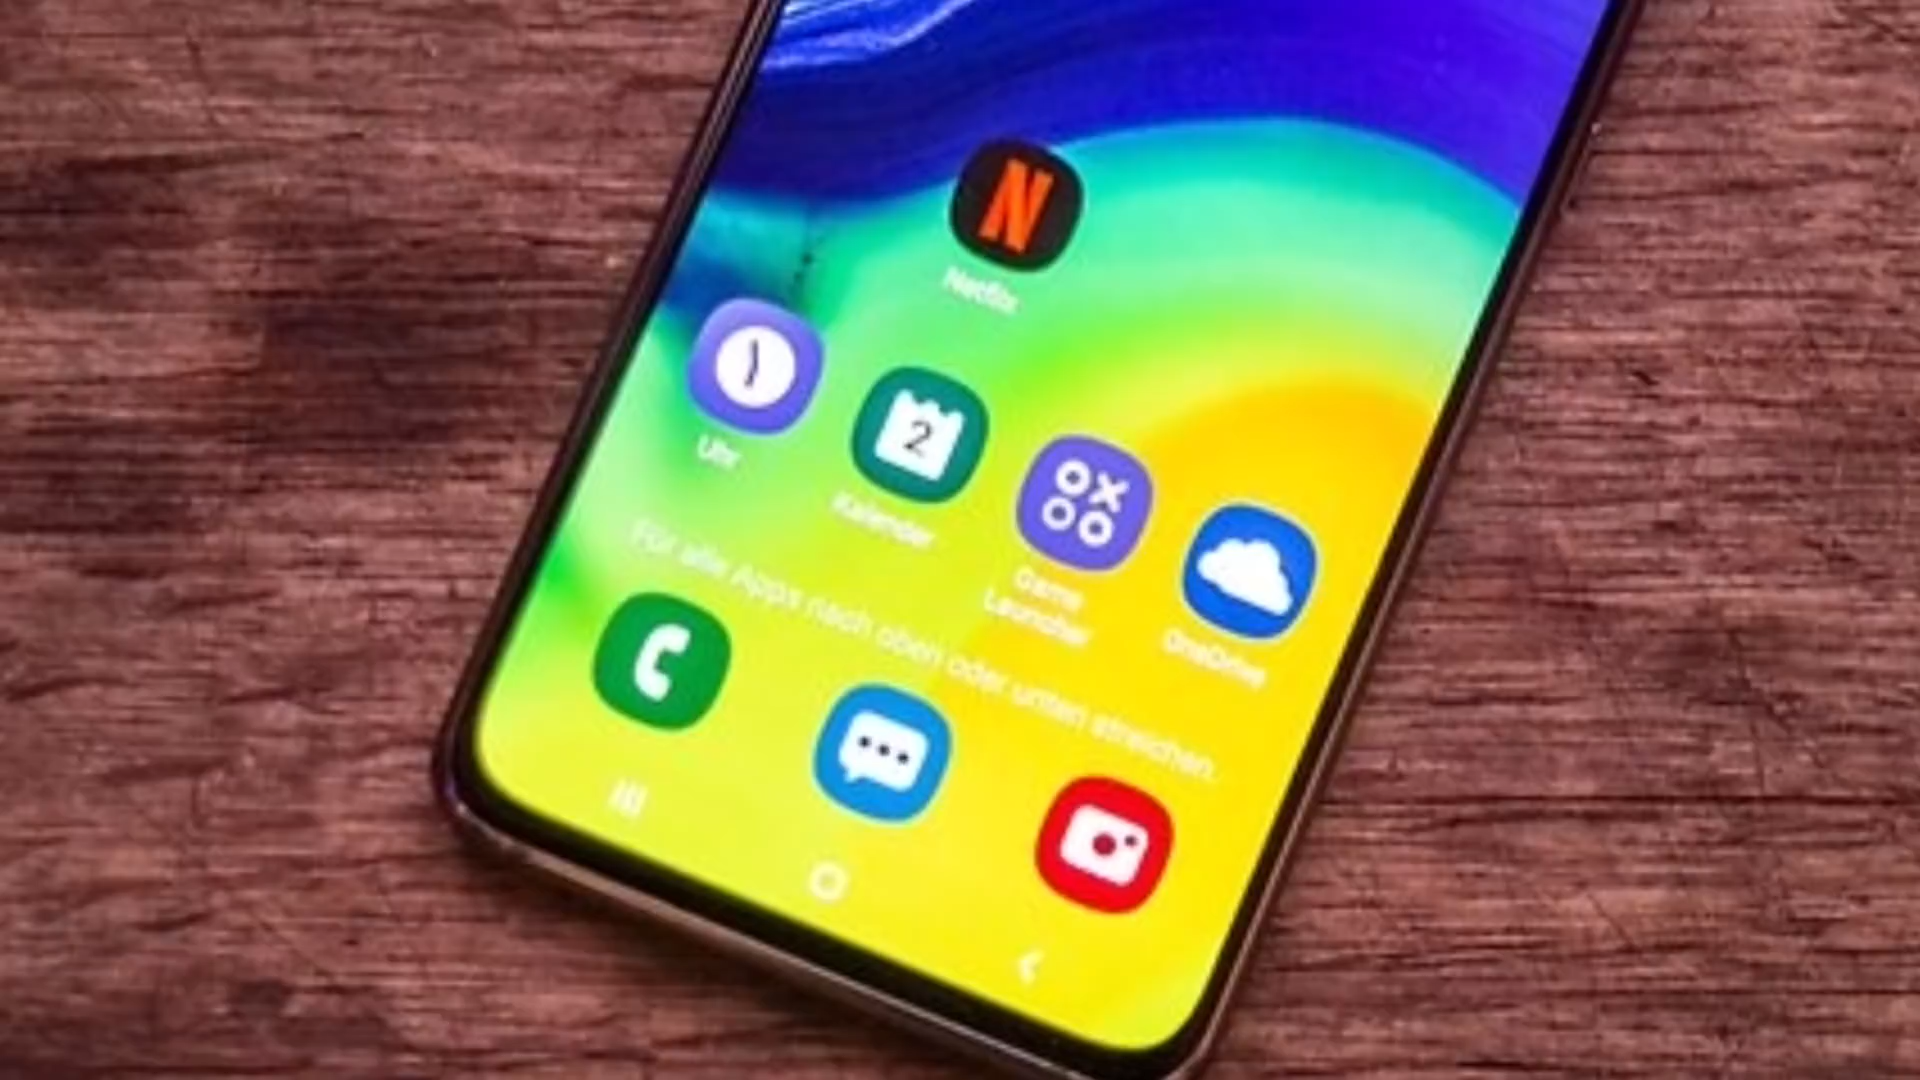 N
Netflix
Uhr
2
Kalender
Game
Launcher
OneDrive
Für alle Apps nach oben oder unten streichen.